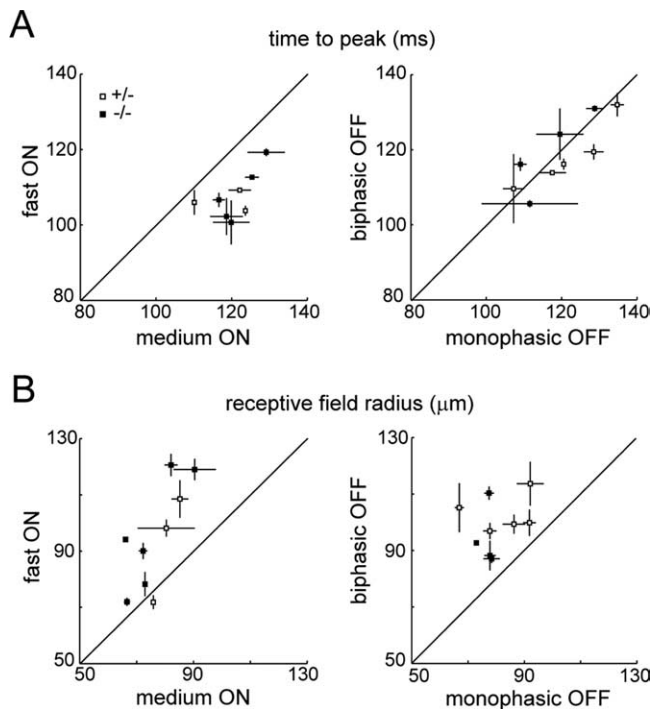 A
time to peak (ms)
140
120
100
80
fast ON
+/-
-/-
80 100 120 140
medium ON
140
120
100
80
biphasic OFF
80 100 120 140
monophasic OFF
B
receptive field radius (μm)
130
90
50
fast ON
50 90 130
medium ON
130
90
50
biphasic OFF
50 90 130
monophasic OFF